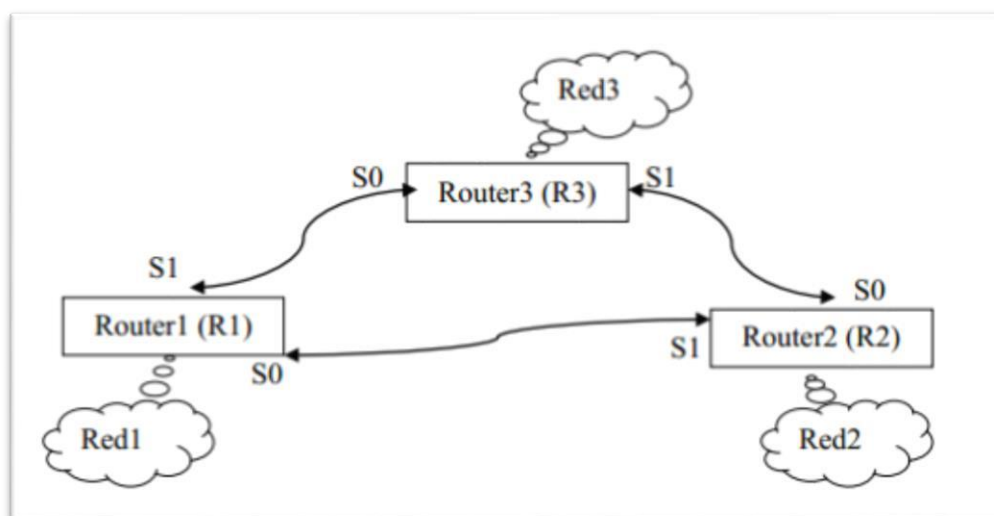 Red3
S0
Router3 (R3)
S1
S1
S0
Router1 (R1)
Router2 (R2)
S1
S0
Red1
Red2